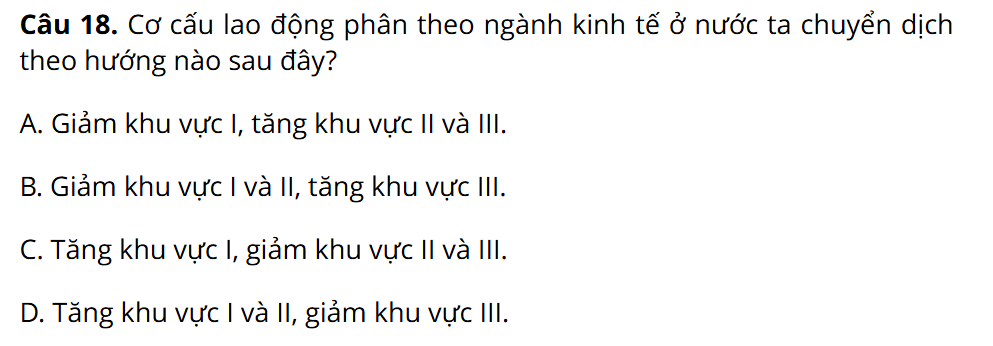 Câu 18. Cơ cấu lao động phân theo ngành kinh tế ở nước ta chuyển dịch
theo hướng nào sau đây?
A. Giảm khu vực I, tăng khu vực II và III.
B. Giảm khu vực I và II, tăng khu vực III.
C. Tăng khu vực I, giảm khu vực II và III.
D. Tăng khu vực I và II, giảm khu vực III.